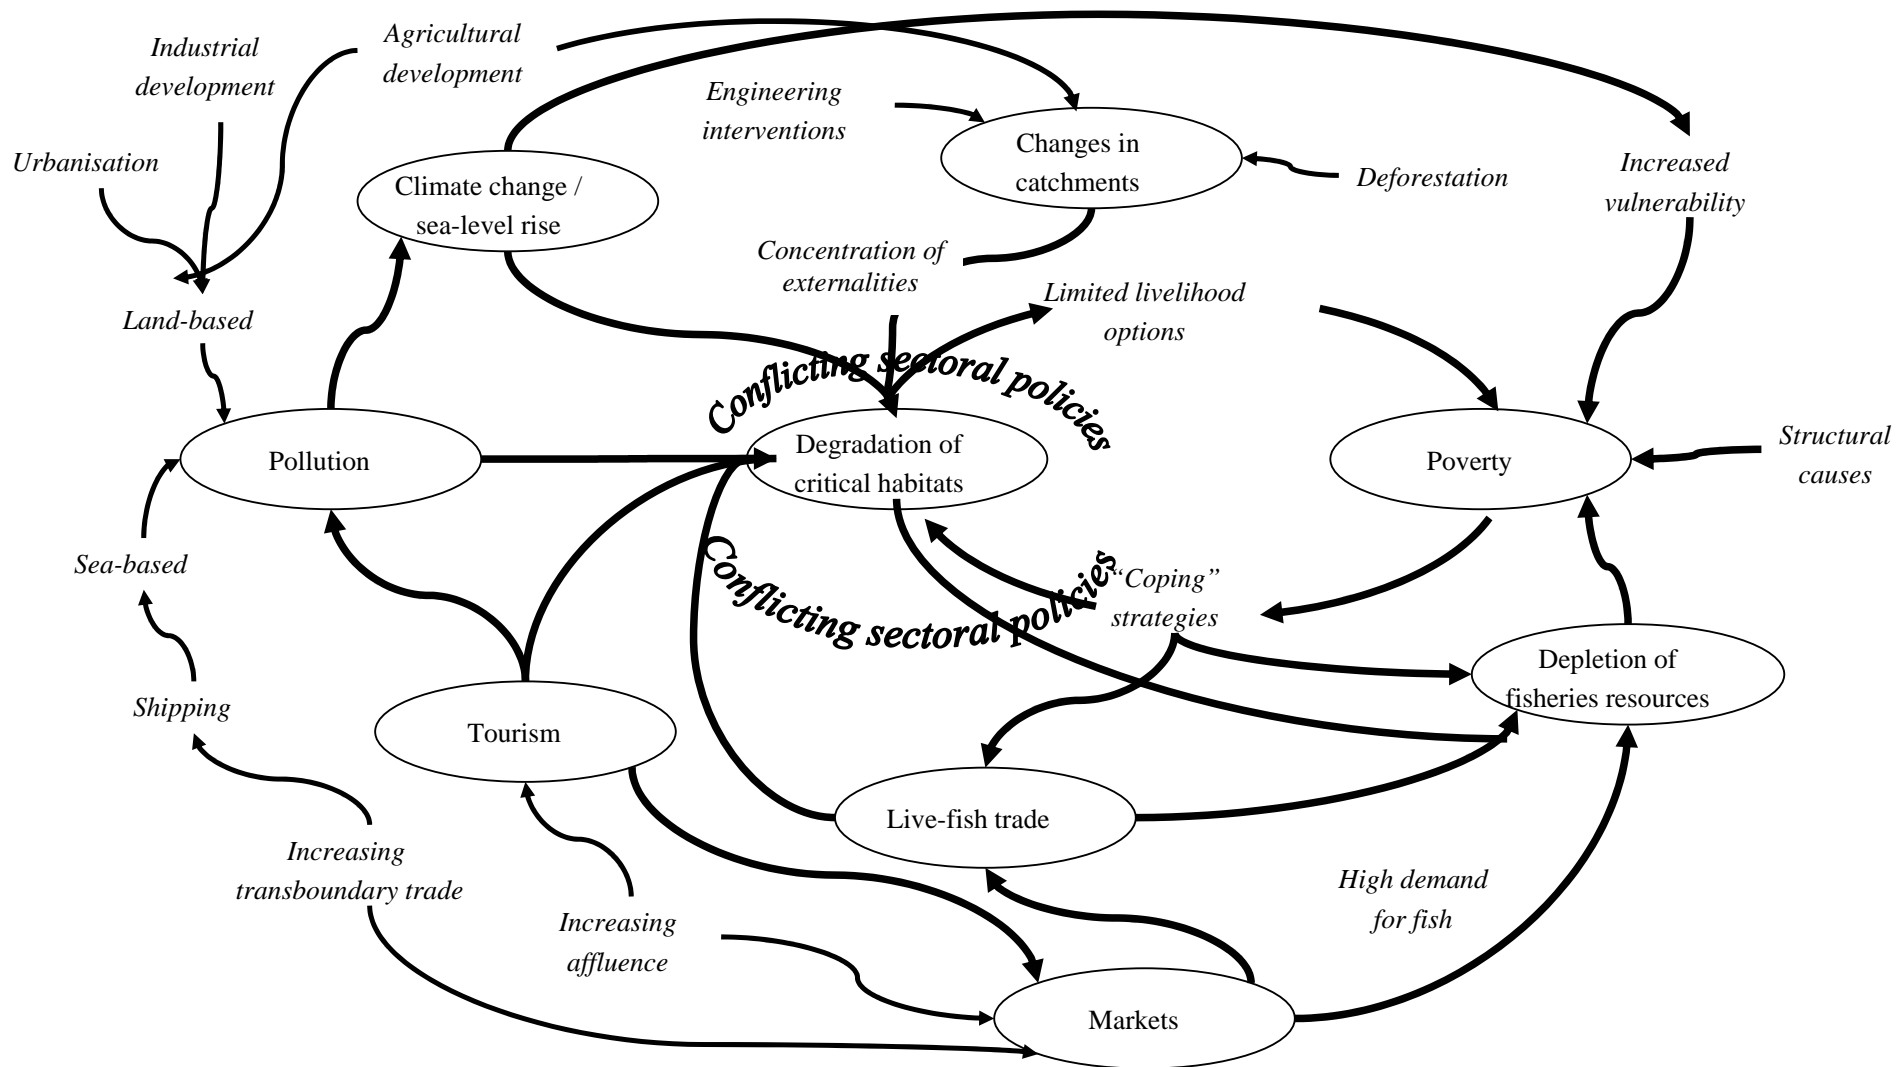 Industrial
development
Agricultural
development
Engineering
interventions
Urbanisation
Climate change /
sea-level rise
Changes in
catchments
Deforestation
Increased
vulnerability
Concentration of
externalities
Limited livelihood
options
Land-based
Conflicting sectoral policies
Pollution
Degradation of
critical habitats
Poverty
Structural
causes
Sea-based
Conflicting sectoral policies
“Coping”
strategies
Depletion of
fisheries resources
Shipping
Tourism
Live-fish trade
Increasing
transboundary trade
Increasing
affluence
High demand
for fish
Markets